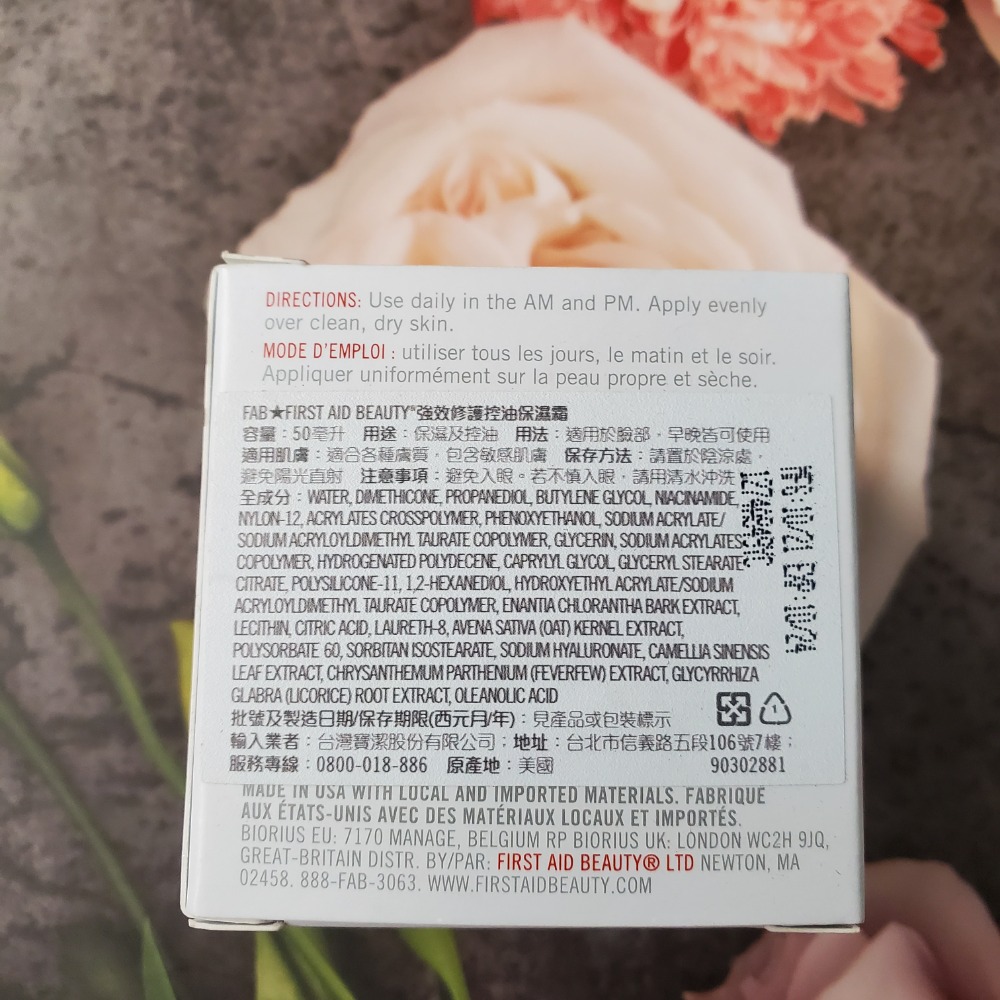 DIRECTIONS: Use daily in the AM and PM. Apply evenly
over clean, dry skin.
MODE D'EMPLOI : utiliser tous les jours, le matin et le soir.
Appliquer uniformément sur la peau propre et sèche.
FAB★FIRST AID BEAUTY®強效修護控油保濕霜
容量：50毫升 用途：保濕及控油 用法：適用於臉部，早晚皆可使用
適用肌膚：適合各種膚質，包含敏感肌膚 保存方法：請置於陰涼處，
避免陽光直射 注意事項：避免入眼。若不慎入眼，請用清水沖洗
全成分：WATER, DIMETHICONE, PROPANEDIOL, BUTYLENE GLYCOL, NIACINAMIDE,
NYLON-12, ACRYLATES CROSSPOLYMER, PHENOXYETHANOL, SODIUM ACRYLATE/
SODIUM ACRYLOYLDIMETHYL TAURATE COPOLYMER, GLYCERIN, SODIUM ACRYLATES
COPOLYMER, HYDROGENATED POLYDECENE, CAPRYLYL GLYCOL, GLYCERYL STEARATE
CITRATE, POLYSILICONE-11, 1,2-HEXANEDIOL, HYDROXYETHYL ACRYLATE/SODIUM
ACRYLOYLDIMETHYL TAURATE COPOLYMER, ENANTIA CHLORANTHA BARK EXTRACT,
LECITHIN, CITRIC ACID, LAURETH-8, AVENA SATIVA (OAT) KERNEL EXTRACT,
POLYSORBATE 60, SORBITAN ISOSTEARATE, SODIUM HYALURONATE, CAMELLIA SINENSIS
LEAF EXTRACT, CHRYSANTHEMUM PARTHENIUM (FEVERFEW) EXTRACT, GLYCYRRHIZA
GLABRA (LICORICE) ROOT EXTRACT, OLEANOLIC ACID
批號及製造日期/保存期限(西元月/年)：見產品或包裝標示
輸入業者：台灣寶潔股份有限公司；地址：台北市信義路五段106號7樓；
服務專線：0800-018-886 原產地：美國 90302881
MADE IN USA WITH LOCAL AND IMPORTED MATERIALS. FABRIQUÉ
AUX ÉTATS-UNIS AVEC DES MATÉRIAUX LOCAUX ET IMPORTÉS.
BIORIUS EU: 7170 MANAGE, BELGIUM RP BIORIUS UK: LONDON WC2H 9JQ,
GREAT-BRITAIN DISTR. BY/PAR: FIRST AID BEAUTY® LTD NEWTON, MA
02458. 888-FAB-3063. WWW.FIRSTAIDBEAUTY.COM